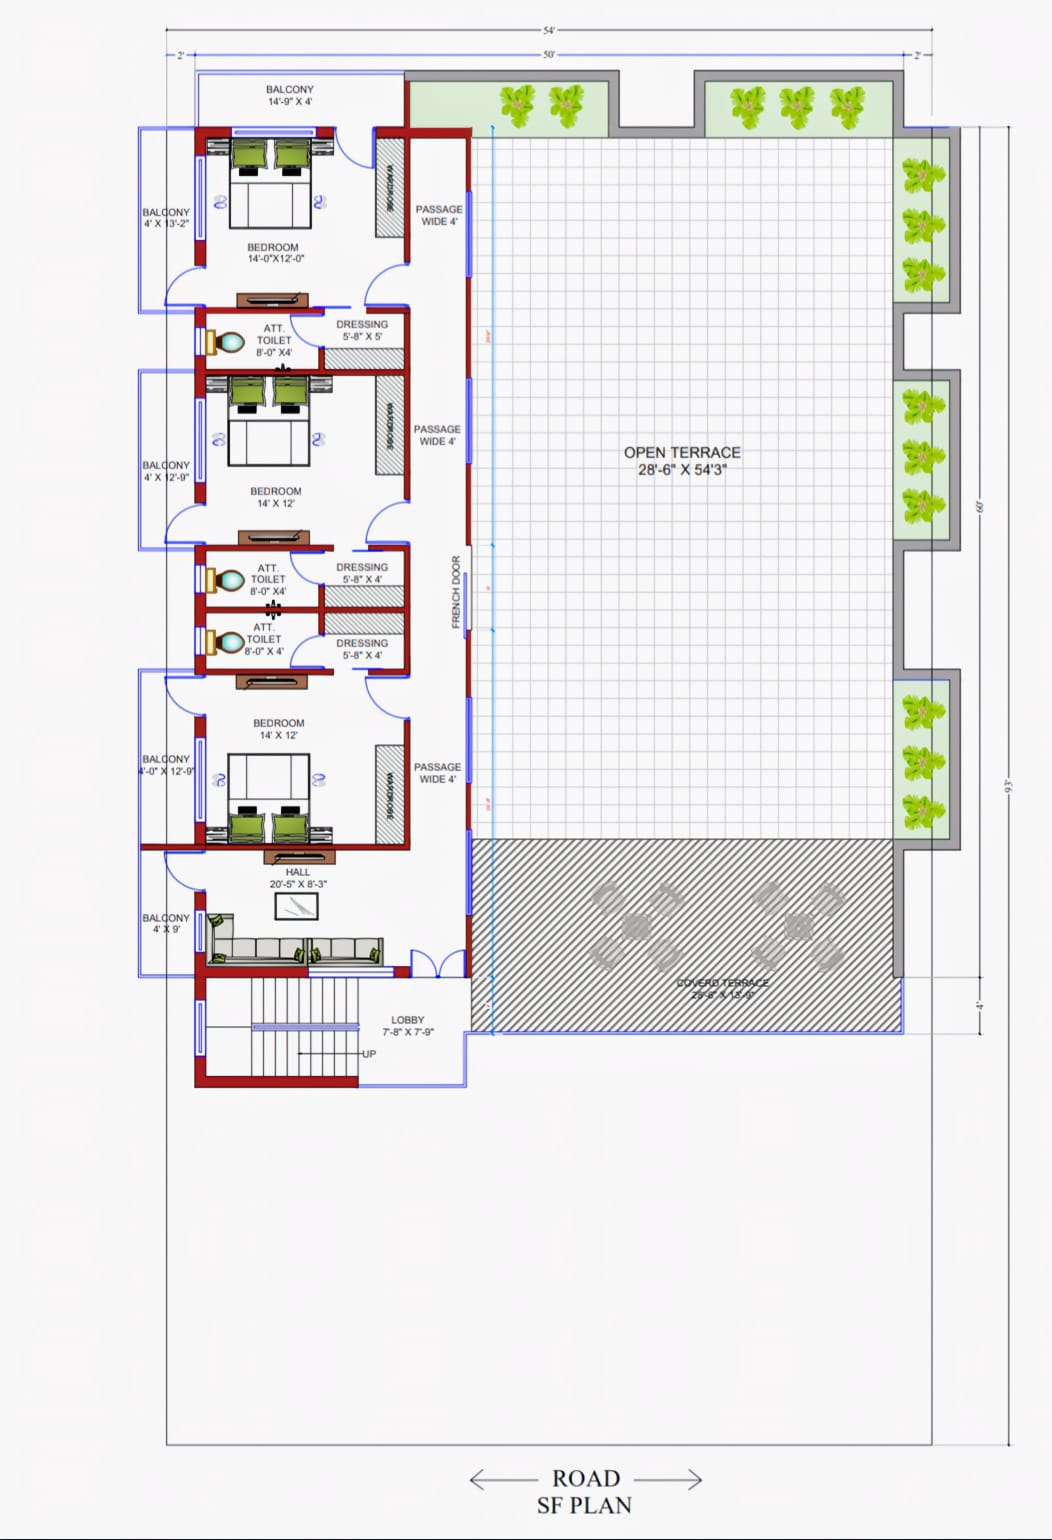 54'
2'
50'
2'
BALCONY
14'-9" X 4'
BALCONY
4' X 13'-2"
WARDROBE
PASSAGE
WIDE 4'
BEDROOM
14'-0"X12'-0"
ATT.
TOILET
8'-0" X4'
DRESSING
5'-8" X 5'
BALCONY
4' X 12'-9"
WARDROBE
PASSAGE
WIDE 4'
OPEN TERRACE
28'-6" X 54'3"
BEDROOM
14' X 12'
60'
ATT.
TOILET
8'-0" X4'
DRESSING
5'-8" X 4'
FRENCH DOOR
ATT.
TOILET
8'-0" X 4'
DRESSING
5'-8" X 4'
BEDROOM
14' X 12'
BALCONY
4'-0" X 12'-9"
WARDROBE
PASSAGE
WIDE 4'
93'
HALL
20'-5" X 8'-3"
BALCONY
4' X 9'
COVERD TERRACE
28'-6" X 13'-9"
4'
LOBBY
7'-8" X 7'-9"
UP
ROAD
SF PLAN